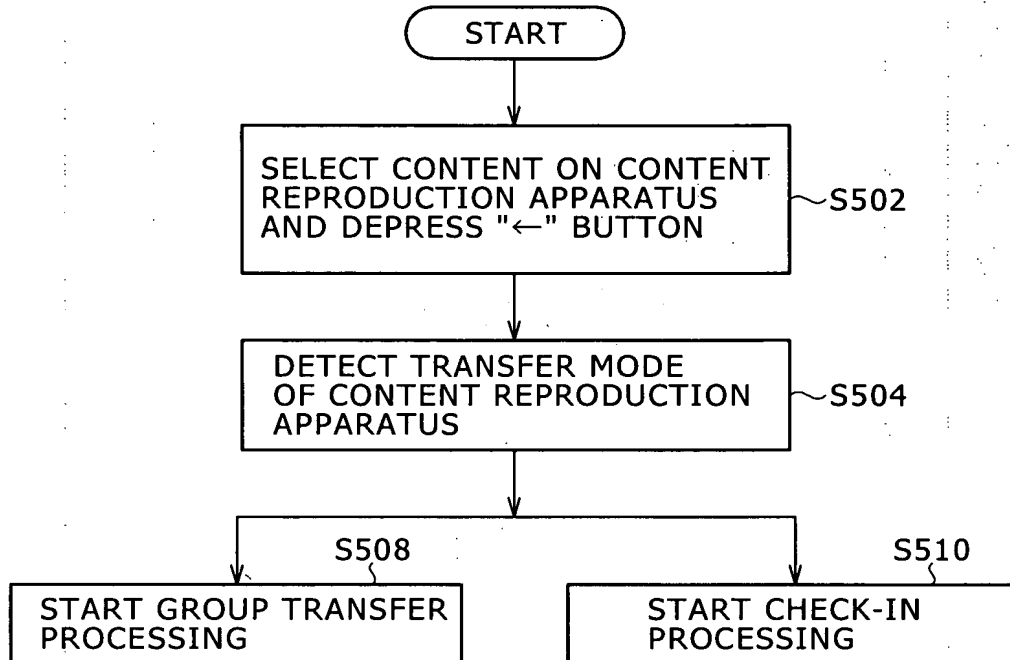 START
SELECT CONTENT ON CONTENT
REPRODUCTION APPARATUS
AND DEPRESS "←" BUTTON
S502
DETECT TRANSFER MODE
OF CONTENT REPRODUCTION
APPARATUS
S504
S508
START GROUP TRANSFER
PROCESSING
S510
START CHECK-IN
PROCESSING